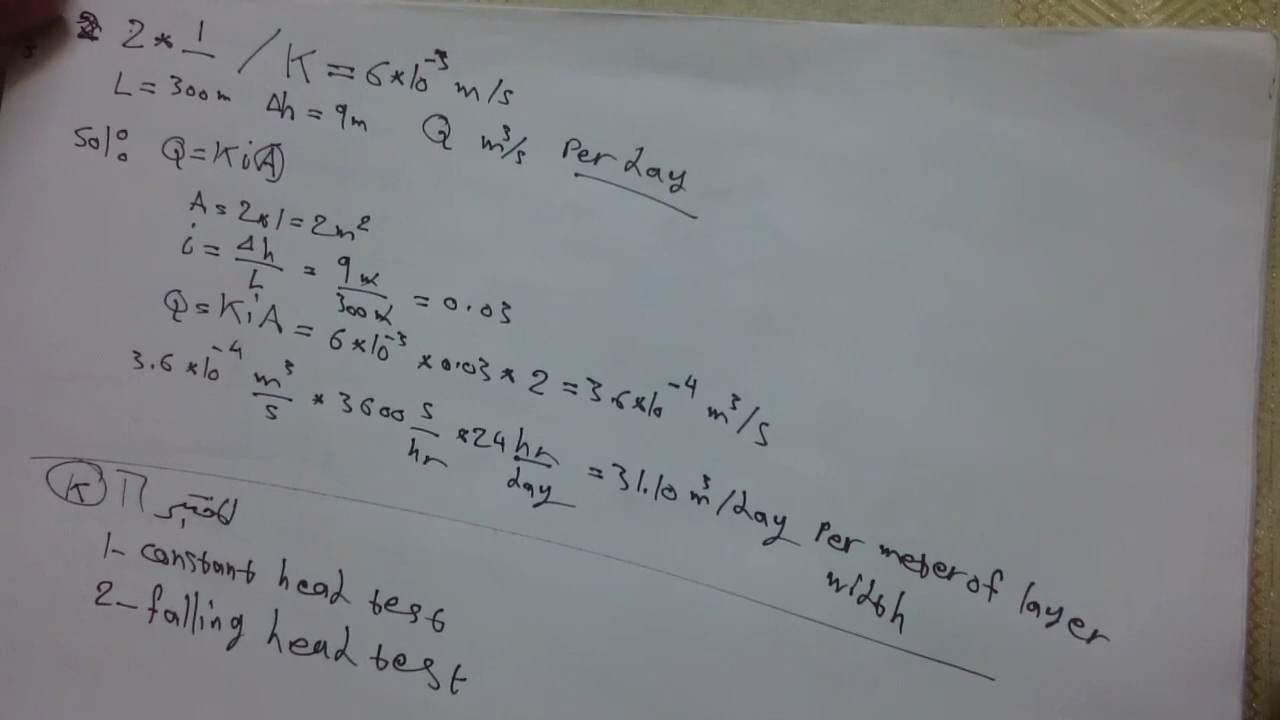 2*1 / K=6*10⁻³ m/s
L=300m Δh=9m Q m³/s Per day
Sol: Q=KiA
A=2*1=2m²
i=Δh/L=9m/300m=0.03
Q=KiA=6*10⁻³*0.03*2=3.6*10⁻⁴ m³/s
3.6*10⁻⁴ m³/s*3600 s/hr*24 hr/day=31.10 m³/day Per meter of layer
width
K
1- constant head test
2- falling head test